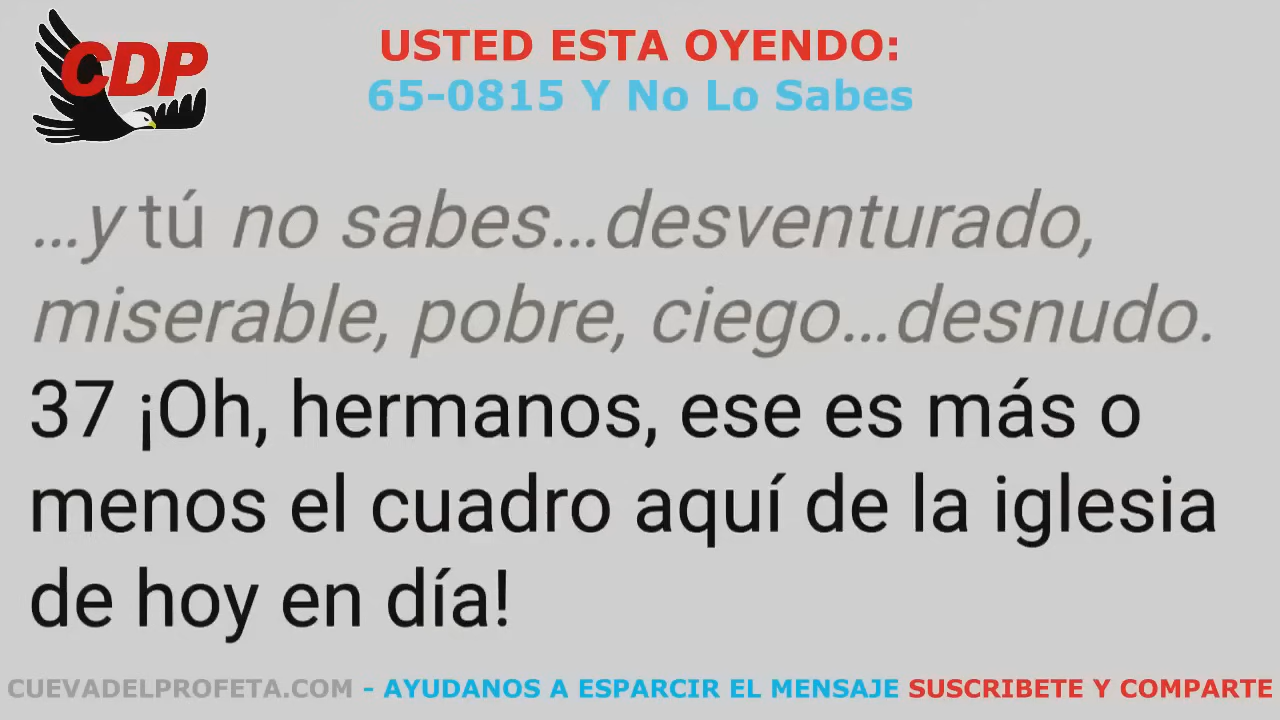 CDP
USTED ESTA OYENDO:
65-0815 Y No Lo Sabes
...y tú no sabes...desventurado,
miserable, pobre, ciego...desnudo.
37 ¡Oh, hermanos, ese es más o
menos el cuadro aquí de la iglesia
de hoy en día!
CUEVADELPROFETA.COM - AYUDANOS A ESPARCIR EL MENSAJE SUSCRIBETE Y COMPARTE